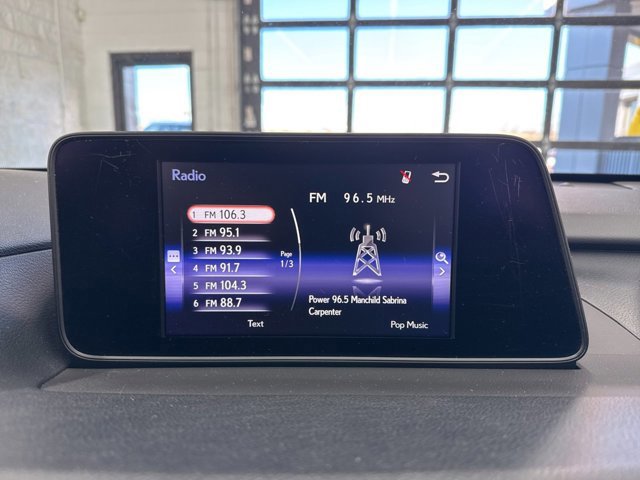 Radio
FM 96.5 MHz
1 FM 106.3
2 FM 95.1
3 FM 93.9
4 FM 91.7
5 FM 104.3
6 FM 88.7
Page
1/3
Power 96.5 Manchild Sabrina
Carpenter
Text
Pop Music